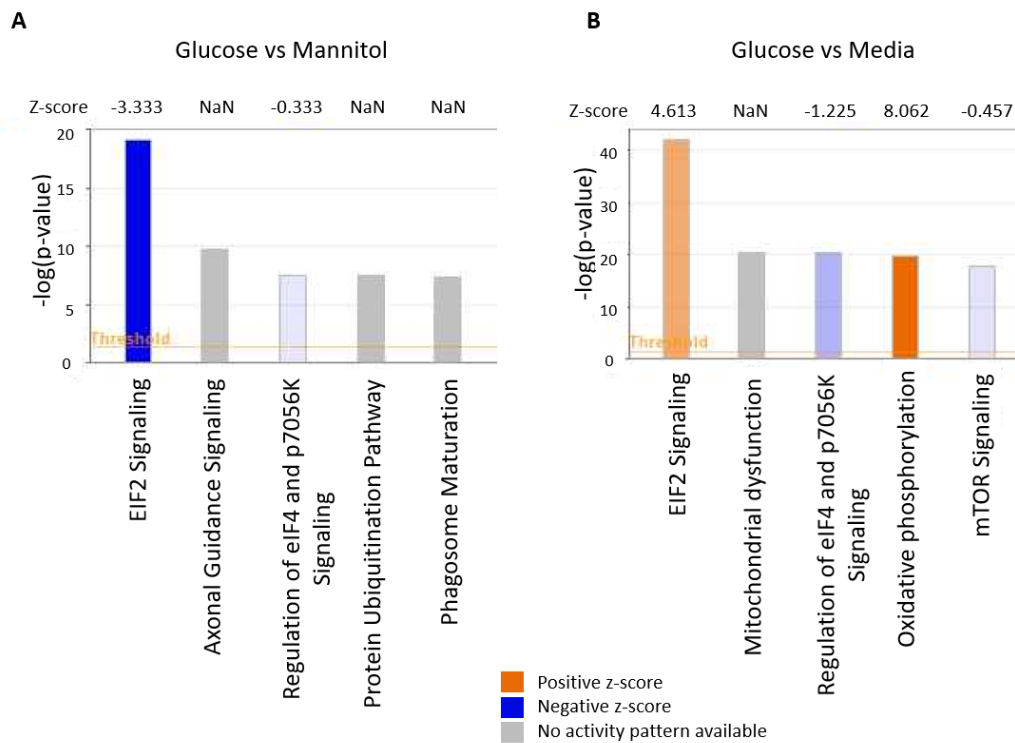 A
Glucose vs Mannitol
Z-score -3.333 NaN -0.333 NaN NaN
-log(p-value)
20
15
10
5
0
Threshold
EIF2 Signaling
Axonal Guidance Signaling
Regulation of eIF4 and p7056K
Signaling
Protein Ubiquitination Pathway
Phagosome Maturation
B
Glucose vs Media
Z-score 4.613 NaN -1.225 8.062 -0.457
-log(p-value)
40
30
20
10
0
Threshold
EIF2 Signaling
Mitochondrial dysfunction
Regulation of eIF4 and p7056K
Signaling
Oxidative phosphorylation
mTOR Signaling
Positive z-score
Negative z-score
No activity pattern available